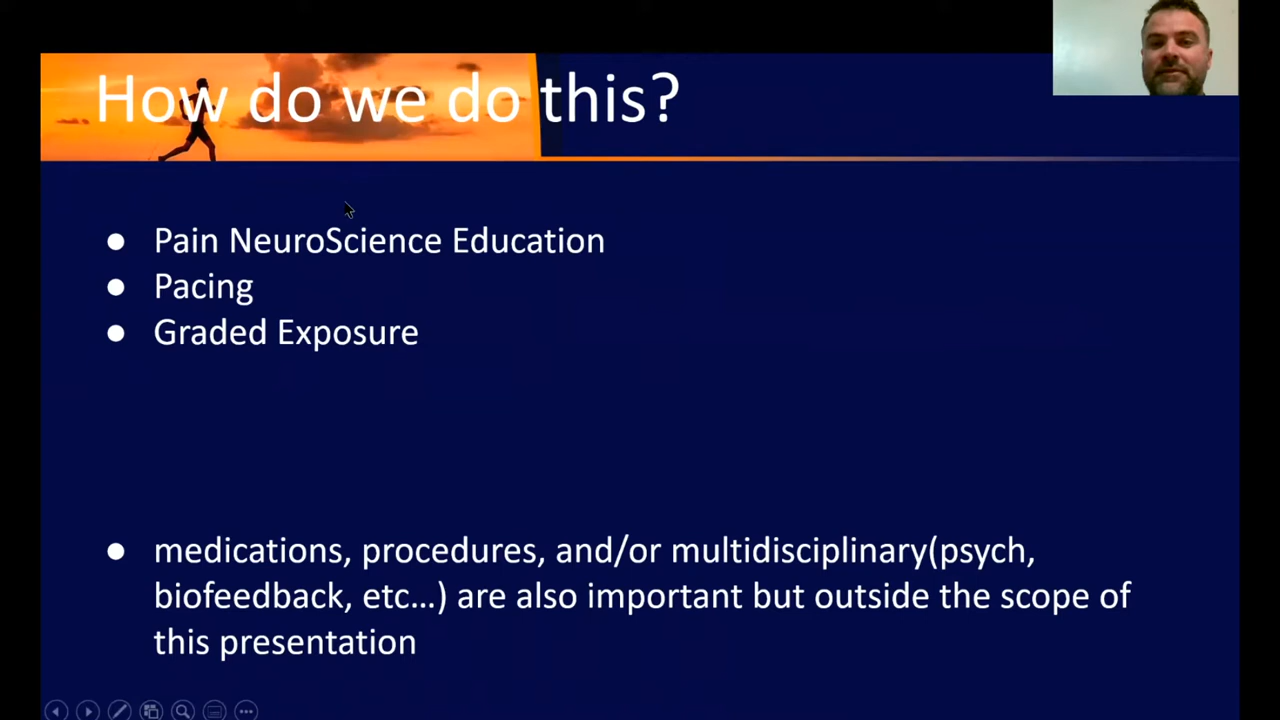 How do we do this?
● Pain NeuroScience Education
● Pacing
● Graded Exposure
● medications, procedures, and/or multidisciplinary(psych,
biofeedback, etc…) are also important but outside the scope of
this presentation